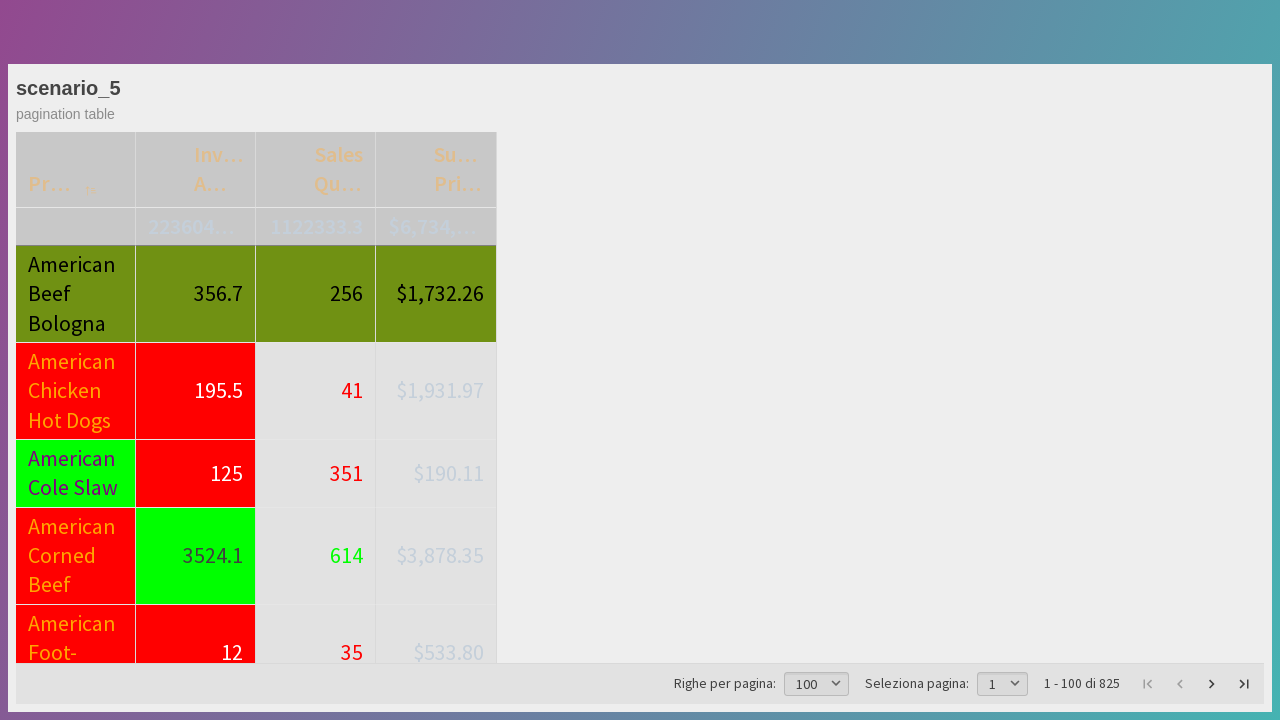 scenario_5
pagination table
Inv... Sales Su...
Pr... A... Qu... Pri...
223604... 1122333.3 $6,734,...
American
Beef 356.7 256 $1,732.26
Bologna
American
Chicken 195.5 41 $1,931.97
Hot Dogs
American
125 351 $190.11
Cole Slaw
American
Corned 3524.1 614 $3,878.35
Beef
American
Foot- 12 35 $533.80
Righe per pagina: 100 Seleziona pagina: 1 1 - 100 di 825